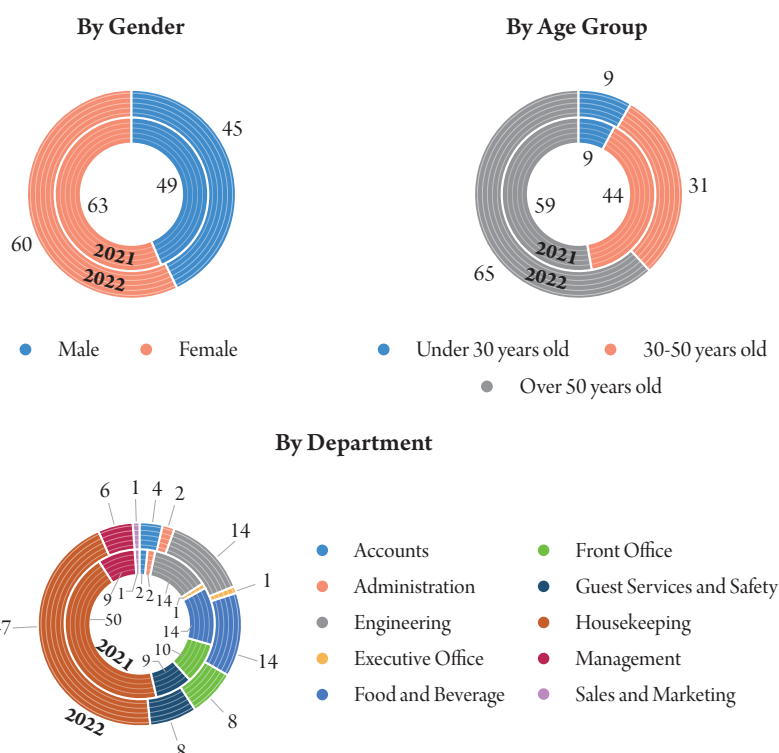 By Gender
45
49
63
60
2021
2022
Male
Female
By Age Group
9
9
31
44
59
65
2021
2022
Under 30 years old
30-50 years old
Over 50 years old
By Department
6
1
4
2
14
1
14
8
8
9
1
2
2
14
1
14
10
9
50
2021
2022
Accounts
Administration
Engineering
Executive Office
Food and Beverage
Front Office
Guest Services and Safety
Housekeeping
Management
Sales and Marketing